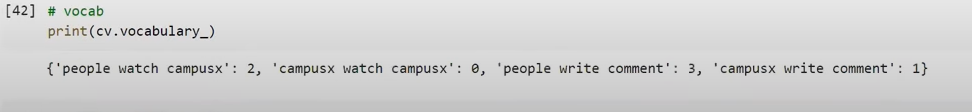 [42] # vocab
print(cv.vocabulary_)
{'people watch campusx': 2, 'campusx watch campusx': 0, 'people write comment': 3, 'campusx write comment': 1}